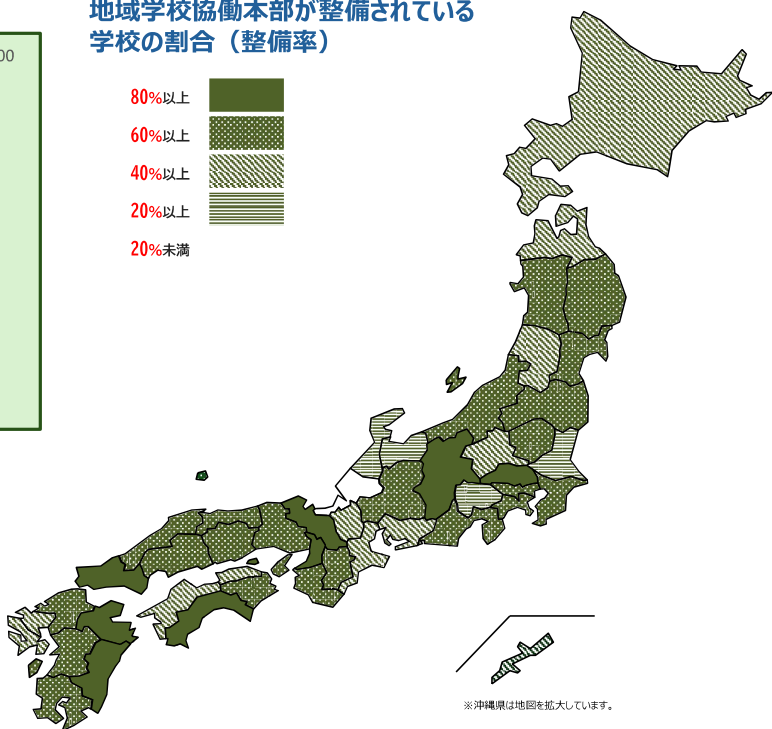 地域学校協働本部が整備されている
学校の割合（整備率）
00
80%以上
60%以上
40%以上
20%以上
20%未満
※沖縄県は地図を拡大しています。